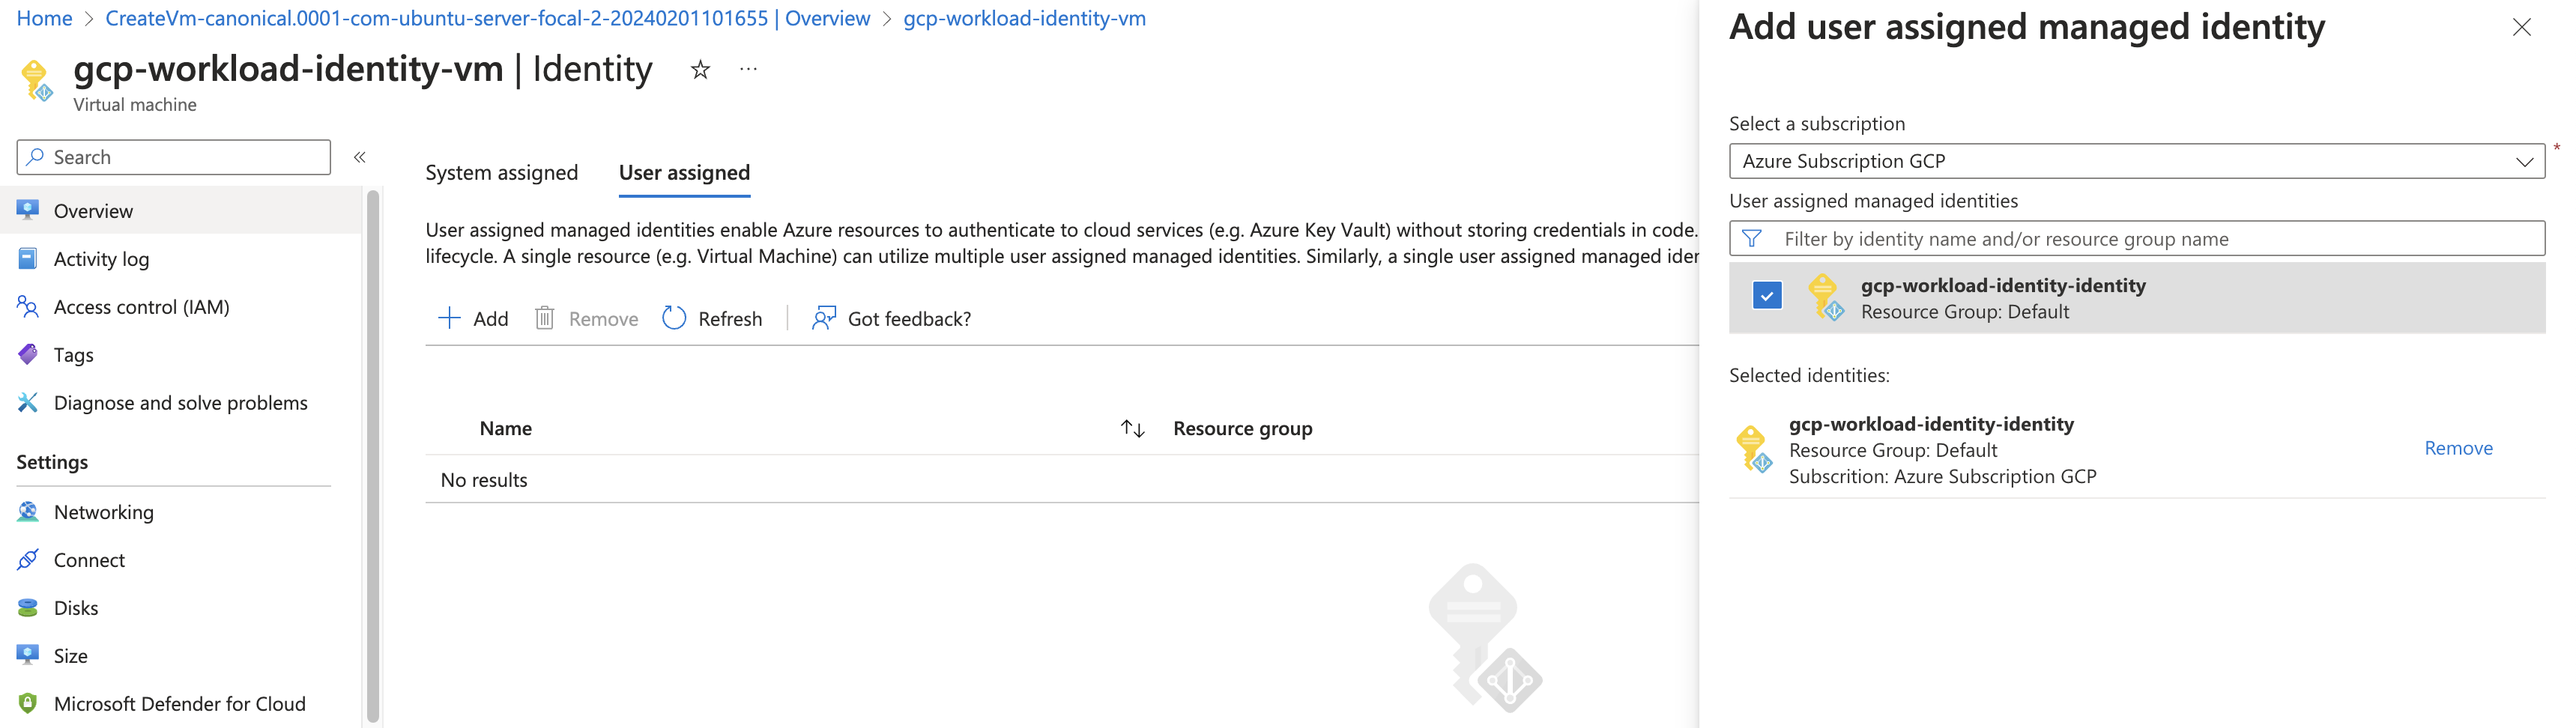 Home > CreateVm-canonical.0001-com-ubuntu-server-focal-2-20240201101655 | Overview > gcp-workload-identity-vm
gcp-workload-identity-vm | Identity
Virtual machine
Search
Overview
Activity log
Access control (IAM)
Tags
Diagnose and solve problems
Settings
Networking
Connect
Disks
Size
Microsoft Defender for Cloud
System assigned
User assigned
User assigned managed identities enable Azure resources to authenticate to cloud services (e.g. Azure Key Vault) without storing credentials in code.
lifecycle. A single resource (e.g. Virtual Machine) can utilize multiple user assigned managed identities. Similarly, a single user assigned managed iden
Add Remove Refresh Got feedback?
Name Resource group
No results
Add user assigned managed identity
Select a subscription
Azure Subscription GCP *
User assigned managed identities
Filter by identity name and/or resource group name
gcp-workload-identity-identity
Resource Group: Default
Selected identities:
gcp-workload-identity-identity
Resource Group: Default
Subscrition: Azure Subscription GCP
Remove